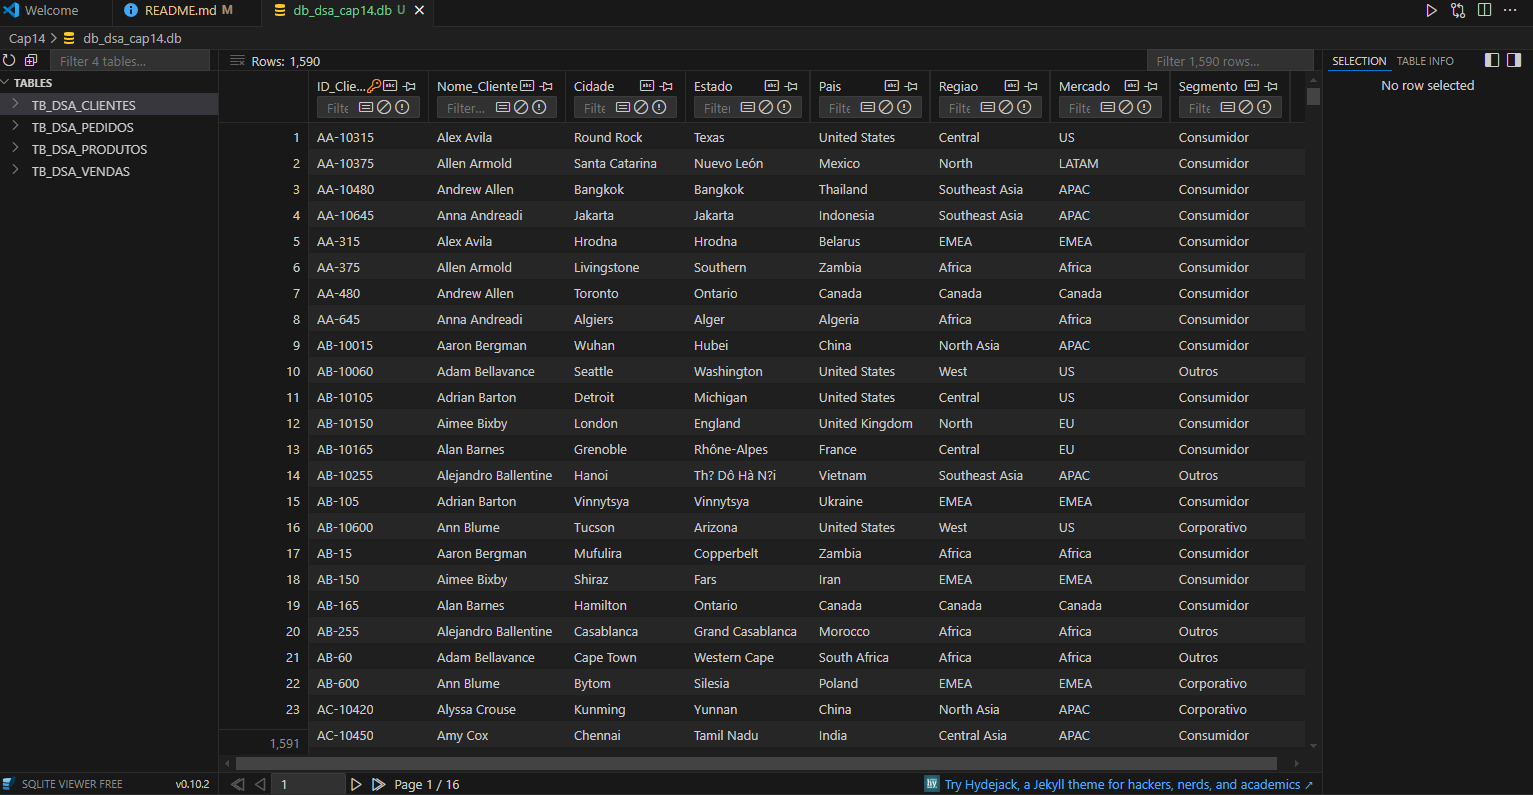 Welcome README.md M db_dsa_cap14.db U
Cap14 > db_dsa_cap14.db
Filter 4 tables... Rows: 1,590 Filter 1,590 rows... SELECTION TABLE INFO
TABLES
No row selected
ID_Clie... Nome_Cliente Cidade Estado Pais Regiao Mercado Segmento
Filte Filter... Filte Filter Filte Filte Filte Filte
TB_DSA_CLIENTES
TB_DSA_PEDIDOS
TB_DSA_PRODUTOS
TB_DSA_VENDAS
1 AA-10315 Alex Avila Round Rock Texas United States Central US Consumidor
2 AA-10375 Allen Armold Santa Catarina Nuevo León Mexico North LATAM Consumidor
3 AA-10480 Andrew Allen Bangkok Bangkok Thailand Southeast Asia APAC Consumidor
4 AA-10645 Anna Andreadi Jakarta Jakarta Indonesia Southeast Asia APAC Consumidor
5 AA-315 Alex Avila Hrodna Hrodna Belarus EMEA EMEA Consumidor
6 AA-375 Allen Armold Livingstone Southern Zambia Africa Africa Consumidor
7 AA-480 Andrew Allen Toronto Ontario Canada Canada Canada Consumidor
8 AA-645 Anna Andreadi Algiers Alger Algeria Africa Africa Consumidor
9 AB-10015 Aaron Bergman Wuhan Hubei China North Asia APAC Consumidor
10 AB-10060 Adam Bellavance Seattle Washington United States West US Outros
11 AB-10105 Adrian Barton Detroit Michigan United States Central US Consumidor
12 AB-10150 Aimee Bixby London England United Kingdom North EU Consumidor
13 AB-10165 Alan Barnes Grenoble Rhône-Alpes France Central EU Consumidor
14 AB-10255 Alejandro Ballentine Hanoi Th? Dô Hà N?i Vietnam Southeast Asia APAC Outros
15 AB-105 Adrian Barton Vinnytsya Vinnytsya Ukraine EMEA EMEA Consumidor
16 AB-10600 Ann Blume Tucson Arizona United States West US Corporativo
17 AB-15 Aaron Bergman Mufulira Copperbelt Zambia Africa Africa Consumidor
18 AB-150 Aimee Bixby Shiraz Fars Iran EMEA EMEA Consumidor
19 AB-165 Alan Barnes Hamilton Ontario Canada Canada Canada Consumidor
20 AB-255 Alejandro Ballentine Casablanca Grand Casablanca Morocco Africa Africa Outros
21 AB-60 Adam Bellavance Cape Town Western Cape South Africa Africa Africa Outros
22 AB-600 Ann Blume Bytom Silesia Poland EMEA EMEA Corporativo
23 AC-10420 Alyssa Crouse Kunming Yunnan China North Asia APAC Corporativo
AC-10450 Amy Cox Chennai Tamil Nadu India Central Asia APAC Consumidor
1,591
SQLITE VIEWER FREE v0.10.2 1 Page 1 / 16 hy Try Hydejack, a Jekyll theme for hackers, nerds, and academics ↗